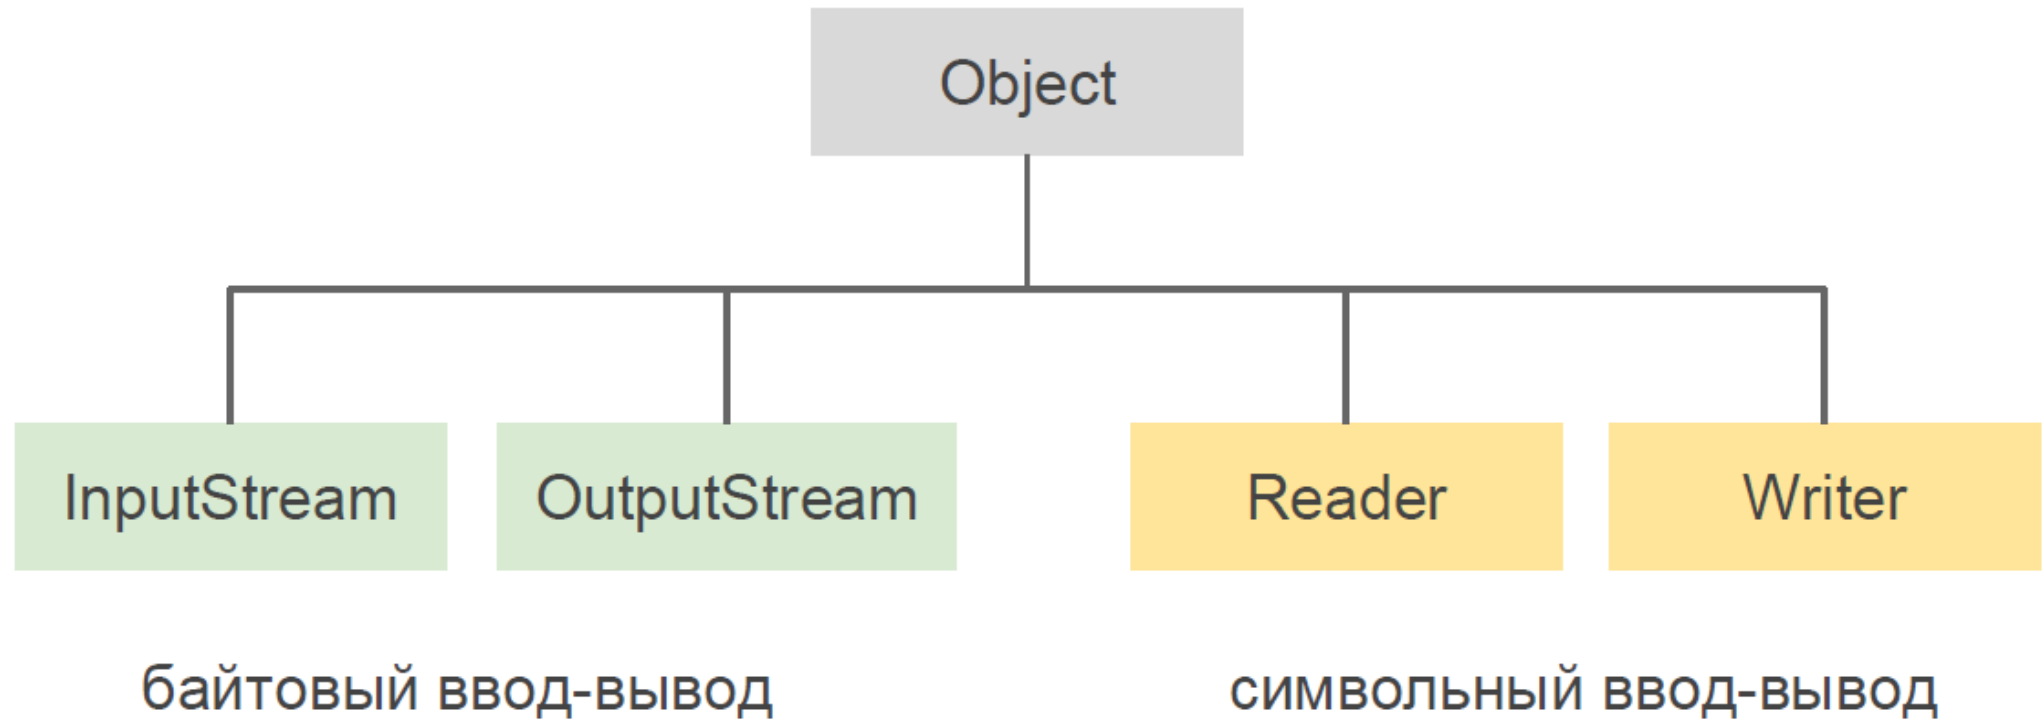 Object
InputStream
OutputStream
Reader
Writer
байтовый ввод-вывод
символьный ввод-вывод